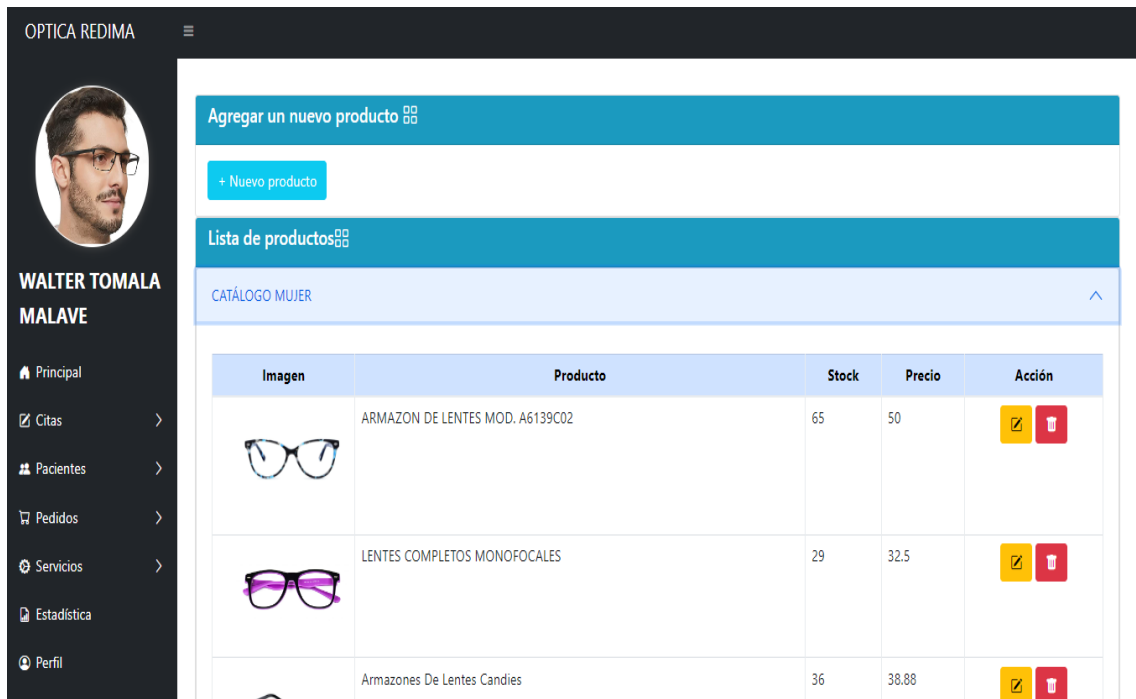 OPTICA REDIMA
WALTER TOMALA
MALAVE
Principal
Citas
Pacientes
Pedidos
Servicios
Estadística
Perfil
Agregar un nuevo producto
+ Nuevo producto
Lista de productos
CATÁLOGO MUJER
Imagen Producto Stock Precio Acción
ARMAZON DE LENTES MOD. A6139C02 65 50
LENTES COMPLETOS MONOFOCALES 29 32.5
Armazones De Lentes Candies 36 38.88